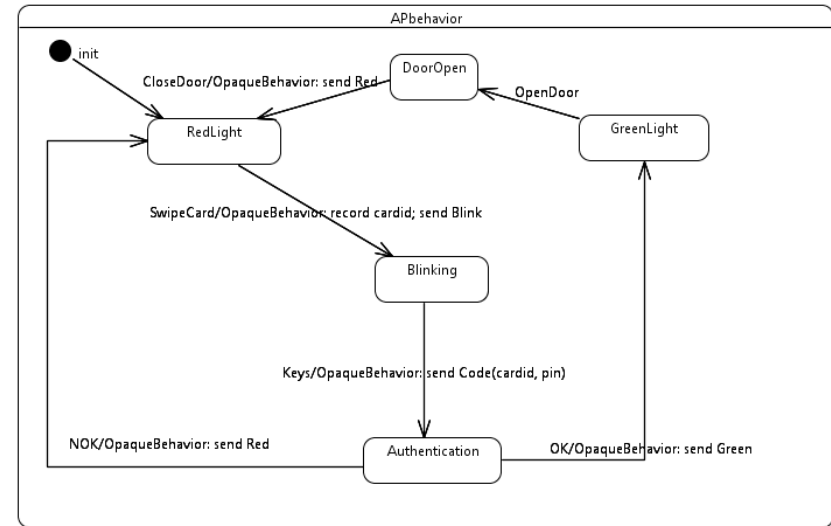 APbehavior
init
DoorOpen
CloseDoor/OpaqueBehavior: send Red
OpenDoor
RedLight
GreenLight
SwipeCard/OpaqueBehavior: record cardid; send Blink
Blinking
Keys/OpaqueBehavior: send Code(cardid, pin)
NOK/OpaqueBehavior: send Red
Authentication
OK/OpaqueBehavior: send Green